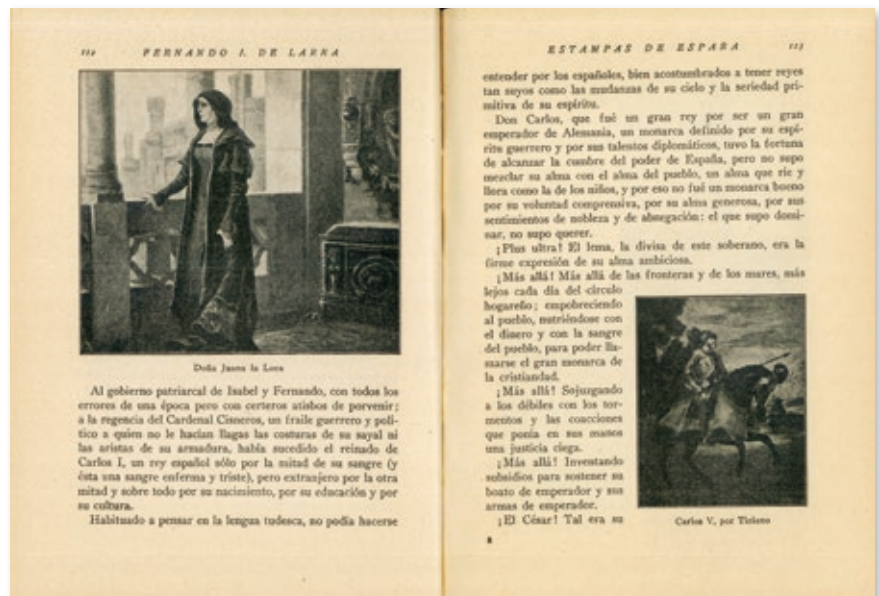 112 FERNANDO J. DE LARRA
Doña Juana la Loca
Al gobierno patriarcal de Isabel y Fernando, con todos los
errores de una época pero con certeros atisbos de porvenir;
a la regencia del Cardenal Cisneros, un fraile guerrero y polí-
tico a quien no le hacían llagas las costuras de su sayal ni
las aristas de su armadura, había sucedido el reinado de
Carlos I, un rey español sólo por la mitad de su sangre (y
ésta una sangre enferma y triste), pero extranjero por la otra
mitad y sobre todo por su nacimiento, por su educación y por
su cultura.
Habituado a pensar en la lengua tudesca, no podía hacerse
ESTAMPAS DE ESPAÑA 113
entender por los españoles, bien acostumbrados a tener reyes
tan suyos como las mudanzas de su cielo y la seriedad pri-
mitiva de su espíritu.
Don Carlos, que fué un gran rey por ser un gran
emperador de Alemania, un monarca definido por su espí-
ritu guerrero y por sus talentos diplomáticos, tuvo la fortuna
de alcanzar la cumbre del poder de España, pero no supo
mezclar su alma con el alma del pueblo, un alma que ríe y
llora como la de los niños, y por eso no fué un monarca bueno
por su voluntad comprensiva, por su alma generosa, por sus
sentimientos de nobleza y de abnegación: el que supo domi-
nar, no supo querer.
¡Plus ultra! El lema, la divisa de este soberano, era la
firme expresión de su alma ambiciosa.
¡Más allá! Más allá de las fronteras y de los mares, más
lejos cada día del círculo
hogareño; empobreciendo
al pueblo, nutriéndose con
el dinero y con la sangre
del pueblo, para poder lla-
marse el gran monarca de
la cristiandad.
¡Más allá! Sojuzgando
a los débiles con los tor-
mentos y las coacciones
que ponía en sus manos
una justicia ciega.
¡Más allá! Inventando
subsidios para sostener su
boato de emperador y sus
armas de emperador.
¡El César! Tal era su
Carlos V, por Tiziano
8